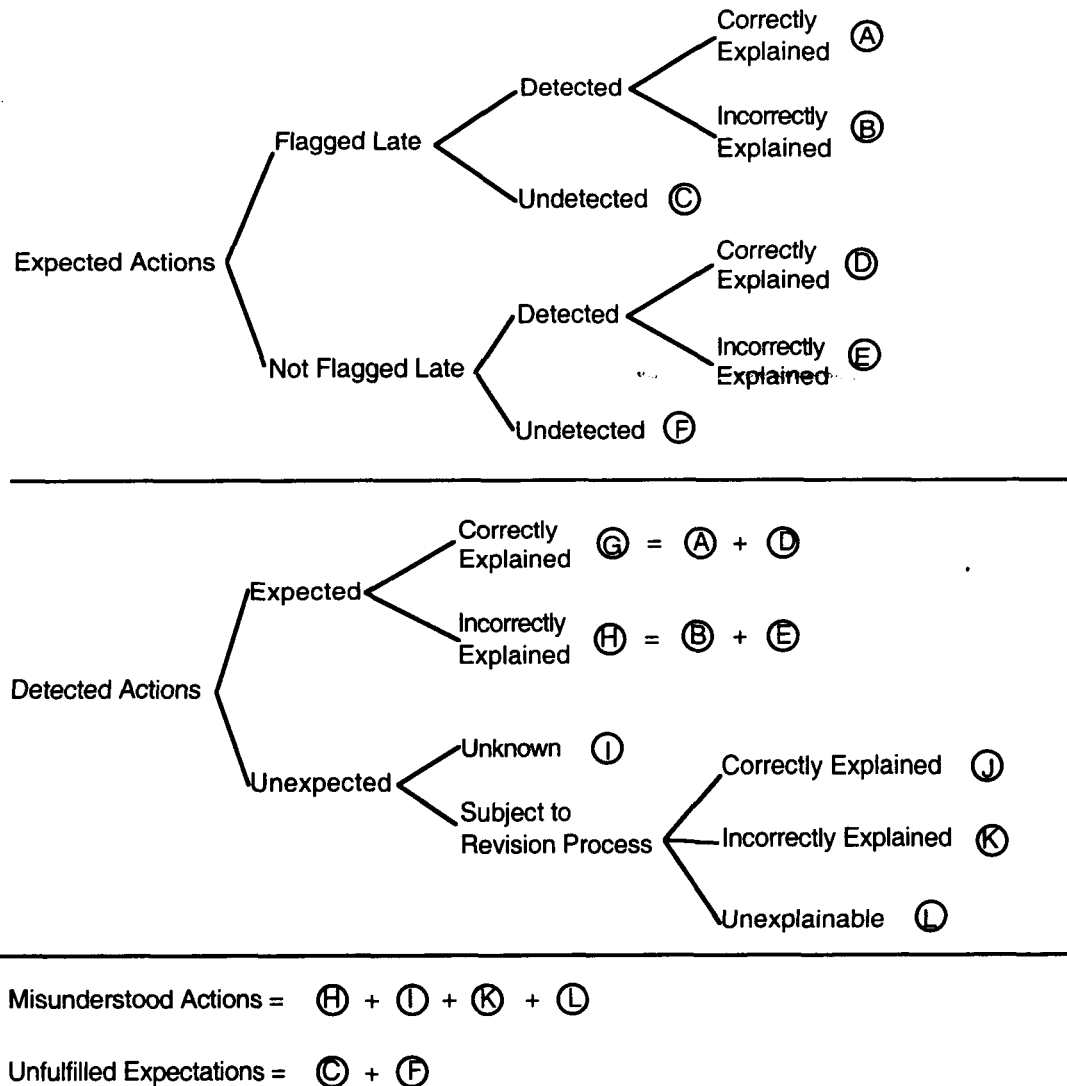 Correctly
Explained A
Detected
Incorrectly
Explained B
Flagged Late
Undetected C
Expected Actions
Correctly
Explained D
Detected
Incorrectly
Explained E
Not Flagged Late
Undetected F
Correctly
Explained G = A + D
Expected
Incorrectly
Explained H = B + E
Detected Actions
Unknown I
Unexpected
Subject to
Revision Process
Correctly Explained J
Incorrectly Explained K
Unexplainable L
Misunderstood Actions = H + I + K + L
Unfulfilled Expectations = C + F